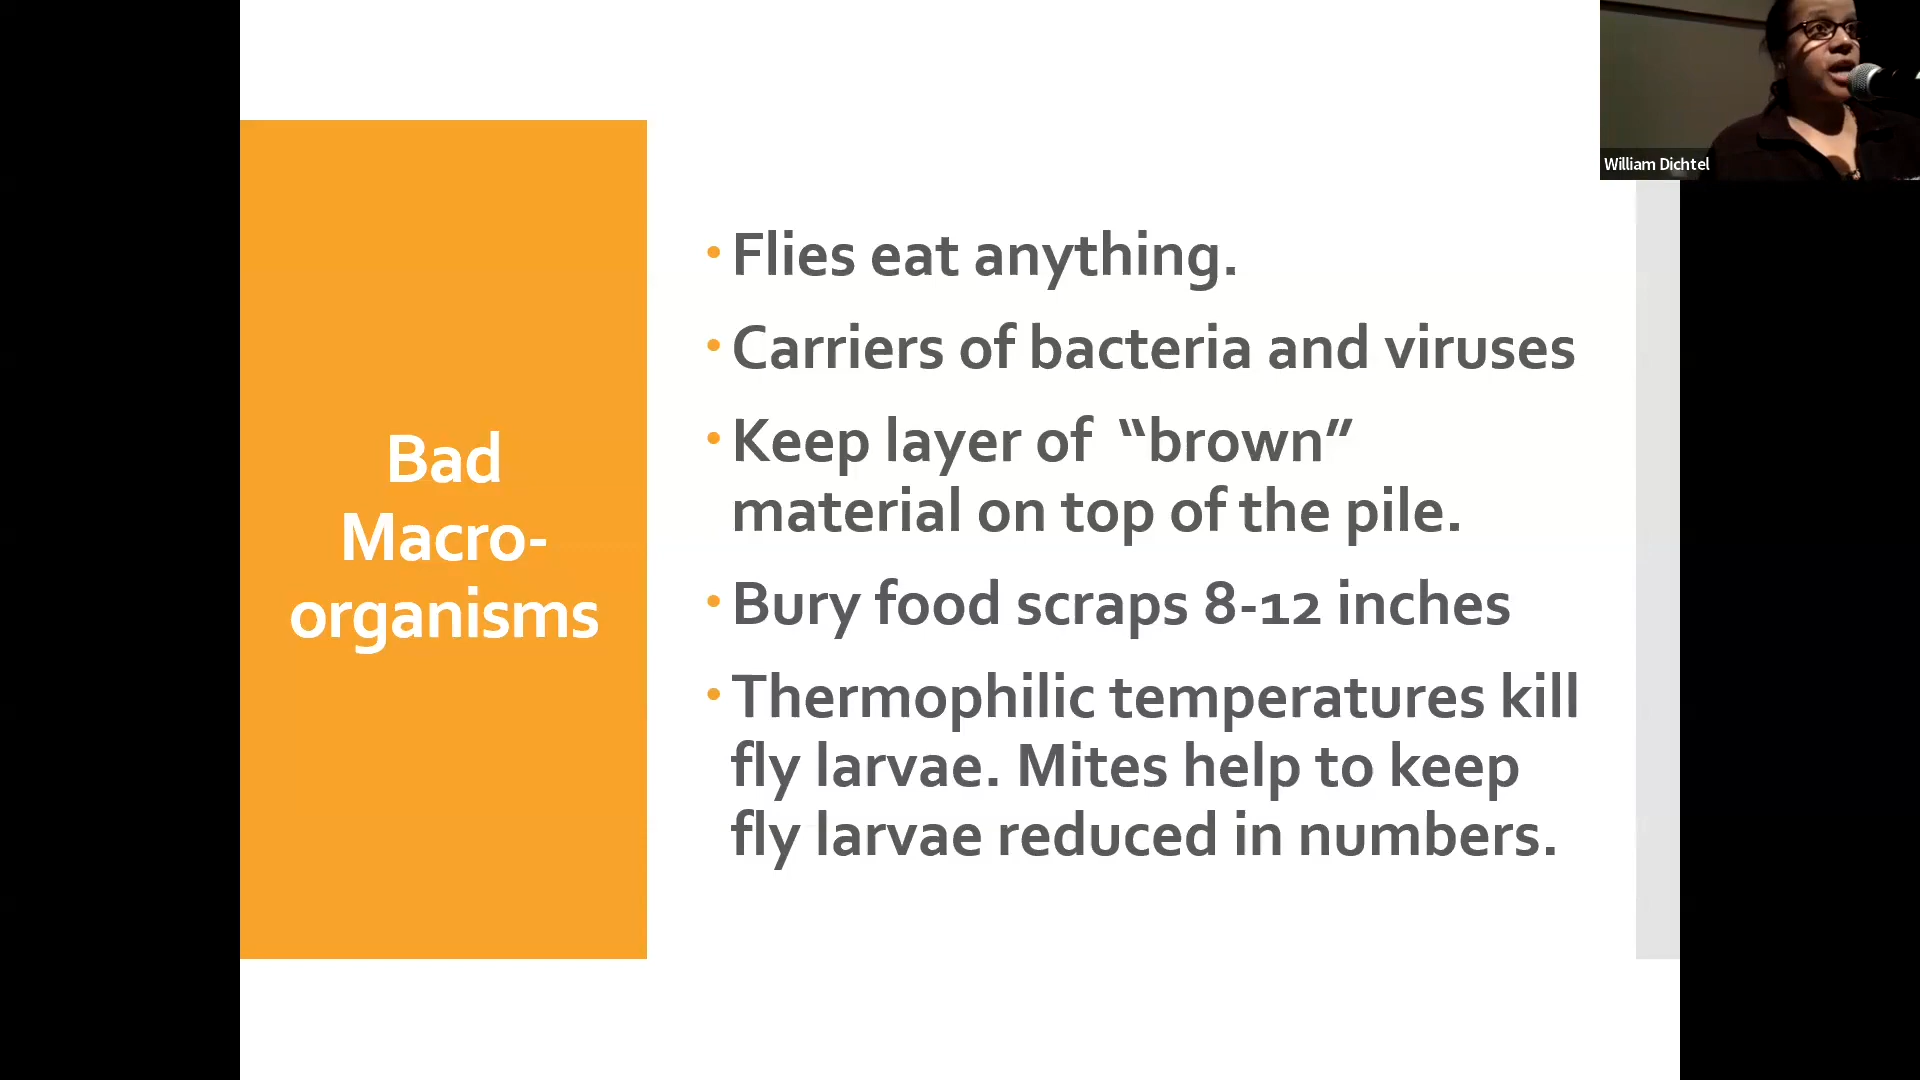 William Dichtel
Bad
Macro-
organisms
• Flies eat anything.
• Carriers of bacteria and viruses
• Keep layer of “brown”
material on top of the pile.
• Bury food scraps 8-12 inches
• Thermophilic temperatures kill
fly larvae. Mites help to keep
fly larvae reduced in numbers.